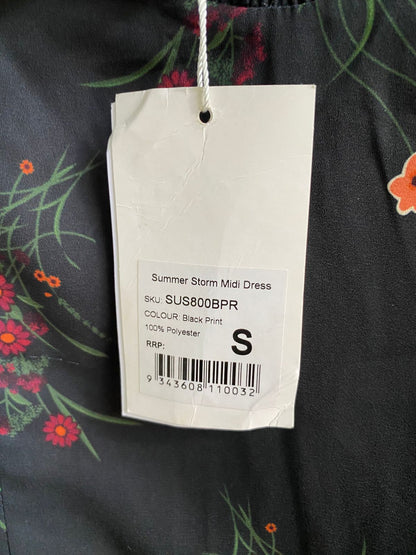 Summer Storm Midi Dress
SKU: SUS800BPR
COLOUR: Black Print
100% Polyester
S
RRP:
9 343608 110032